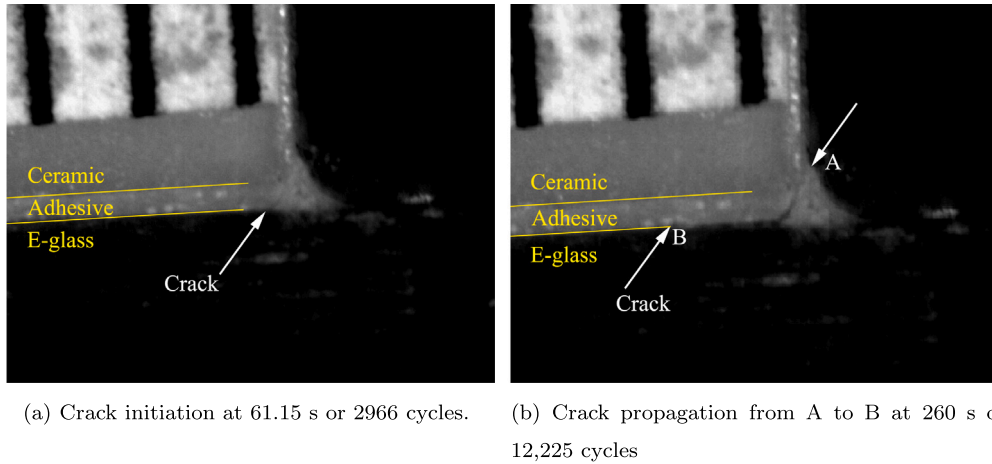 Ceramic
Adhesive
E-glass
Crack
A
Ceramic
Adhesive
E-glass
B
Crack
(a) Crack initiation at 61.15 s or 2966 cycles.
(b) Crack propagation from A to B at 260 s o
12,225 cycles